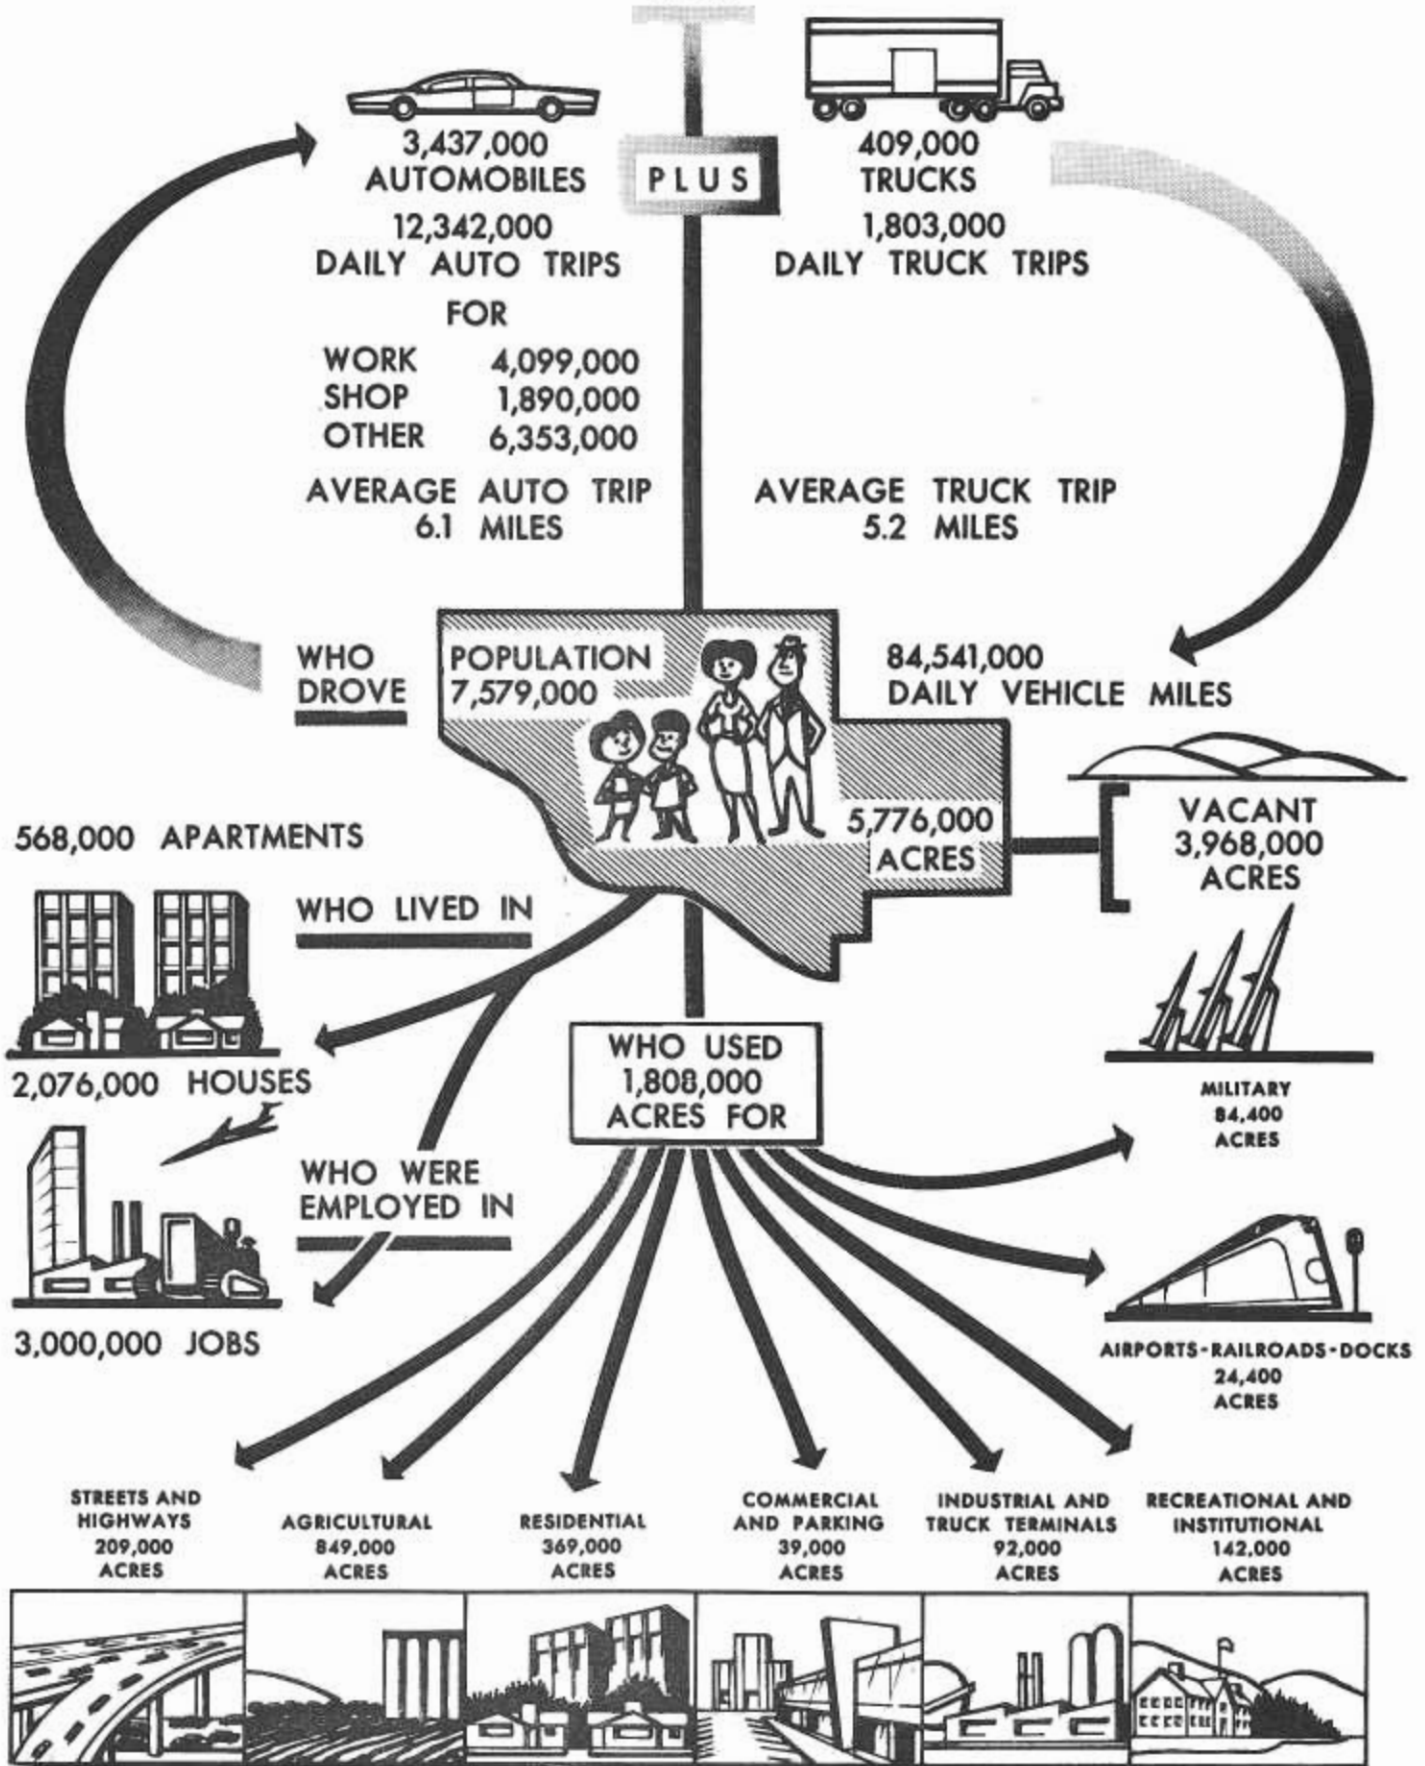 3,437,000
AUTOMOBILES
12,342,000
DAILY AUTO TRIPS
FOR
WORK 4,099,000
SHOP 1,890,000
OTHER 6,353,000
AVERAGE AUTO TRIP
6.1 MILES
PLUS
409,000
TRUCKS
1,803,000
DAILY TRUCK TRIPS
AVERAGE TRUCK TRIP
5.2 MILES
WHO
DROVE
POPULATION
7,579,000
84,541,000
DAILY VEHICLE MILES
5,776,000
ACRES
VACANT
3,968,000
ACRES
568,000 APARTMENTS
WHO LIVED IN
2,076,000 HOUSES
WHO WERE
EMPLOYED IN
3,000,000 JOBS
WHO USED
1,808,000
ACRES FOR
MILITARY
84,400
ACRES
AIRPORTS-RAILROADS-DOCKS
24,400
ACRES
STREETS AND
HIGHWAYS
209,000
ACRES
AGRICULTURAL
849,000
ACRES
RESIDENTIAL
369,000
ACRES
COMMERCIAL
AND PARKING
39,000
ACRES
INDUSTRIAL AND
TRUCK TERMINALS
92,000
ACRES
RECREATIONAL AND
INSTITUTIONAL
142,000
ACRES